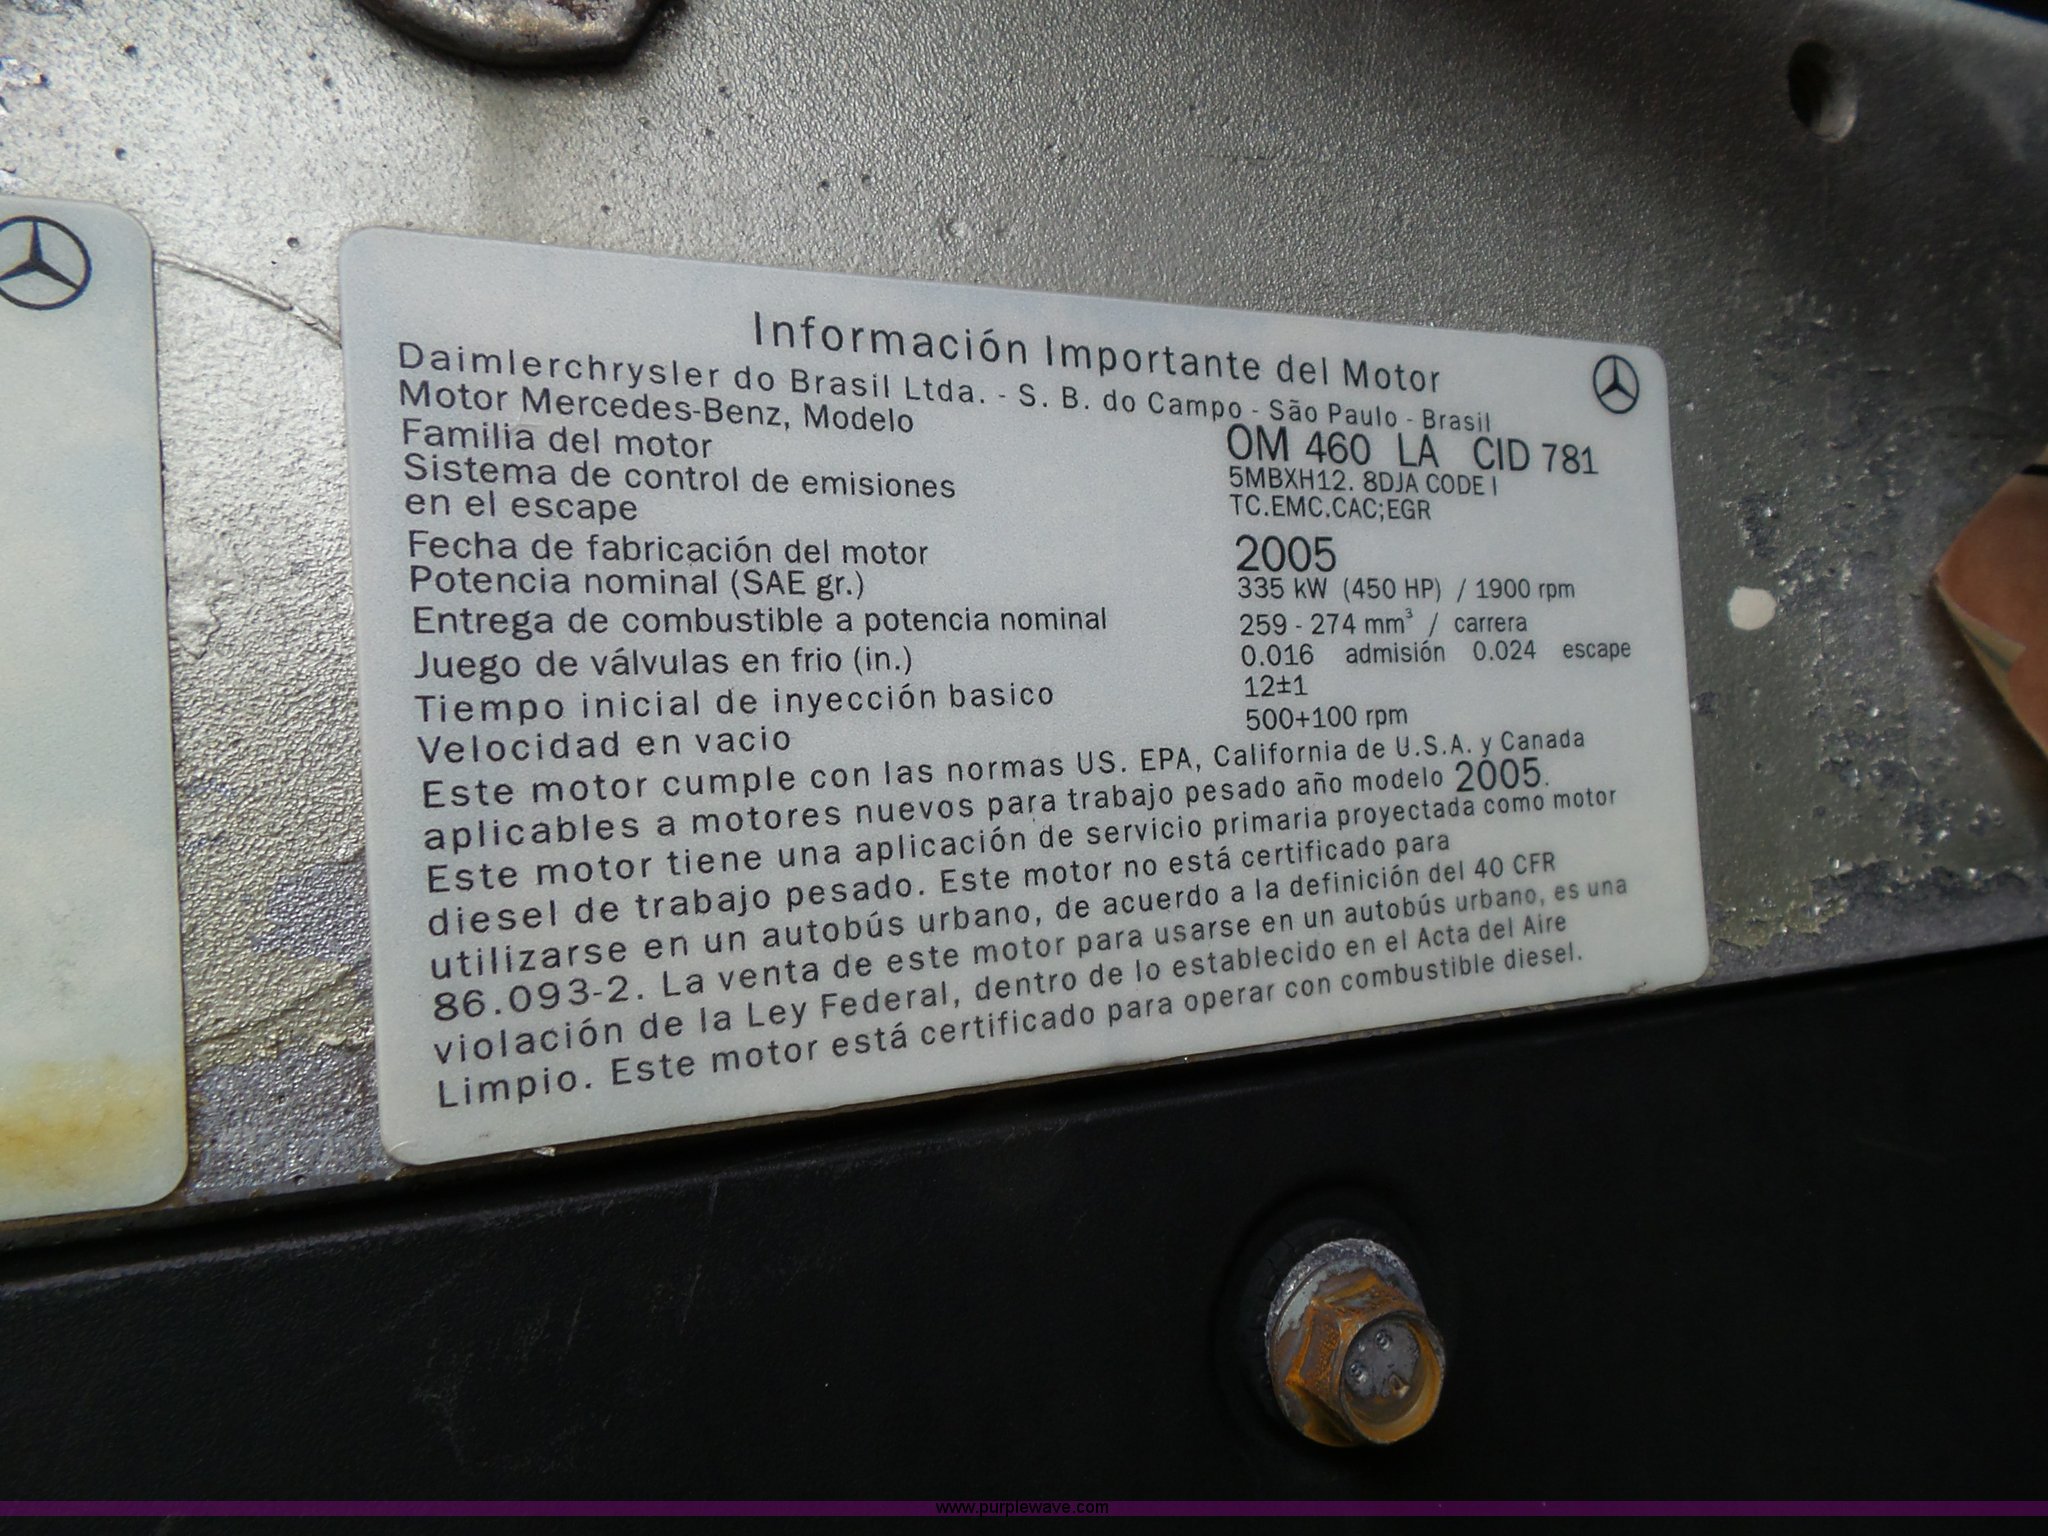 Información Importante del Motor
Daimlerchrysler do Brasil Ltda. - S. B. do Campo - São Paulo - Brasil
Motor Mercedes-Benz, Modelo OM 460 LA CID 781
Familia del motor 5MBXH12. 8DJA CODE I
Sistema de control de emisiones TC.EMC.CAC;EGR
en el escape
Fecha de fabricación del motor 2005
Potencia nominal (SAE gr.) 335 kW (450 HP) / 1900 rpm
Entrega de combustible a potencia nominal 259 - 274 mm³ / carrera
Juego de válvulas en frio (in.) 0.016 admisión 0.024 escape
Tiempo inicial de inyección basico 12±1
Velocidad en vacio 500+100 rpm
Este motor cumple con las normas US. EPA, California de U.S.A. y Canada
aplicables a motores nuevos para trabajo pesado año modelo 2005.
Este motor tiene una aplicación de servicio primaria proyectada como motor
diesel de trabajo pesado. Este motor no está certificado para
utilizarse en un autobús urbano, de acuerdo a la definición del 40 CFR
86.093-2. La venta de este motor para usarse en un autobús urbano, es una
violación de la Ley Federal, dentro de lo establecido en el Acta del Aire
Limpio. Este motor está certificado para operar con combustible diesel.
www.purplewave.com